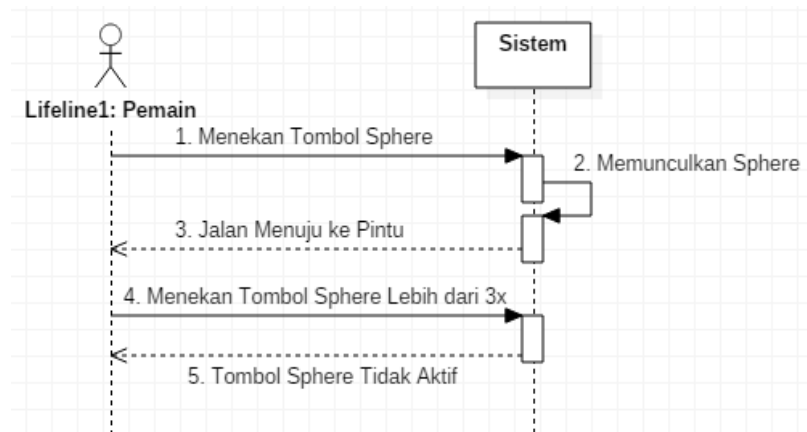 Sistem
Lifeline1: Pemain
1. Menekan Tombol Sphere
2. Memunculkan Sphere
3. Jalan Menuju ke Pintu
4. Menekan Tombol Sphere Lebih dari 3x
5. Tombol Sphere Tidak Aktif